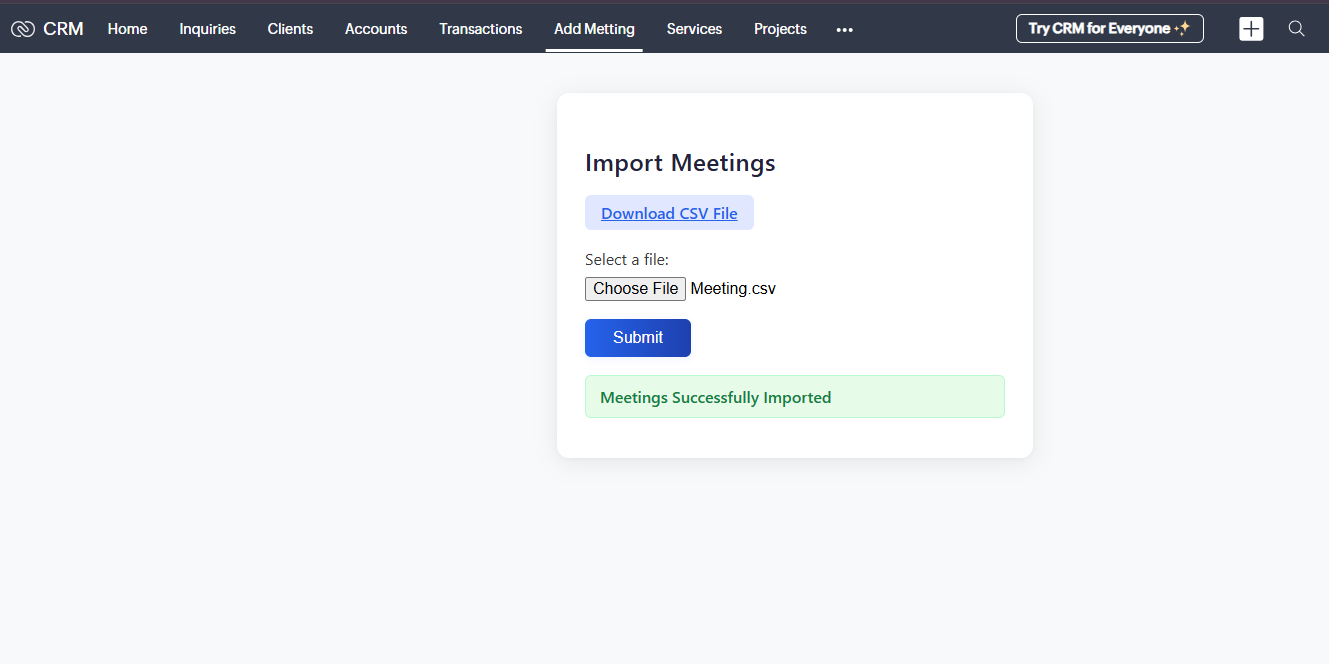 CRM Home Inquiries Clients Accounts Transactions Add Metting Services Projects ••• Try CRM for Everyone
Import Meetings
Download CSV File
Select a file:
Choose File Meeting.csv
Submit
Meetings Successfully Imported